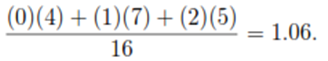 (0)(4) + (1)(7) + (2)(5)
16
= 1.06.